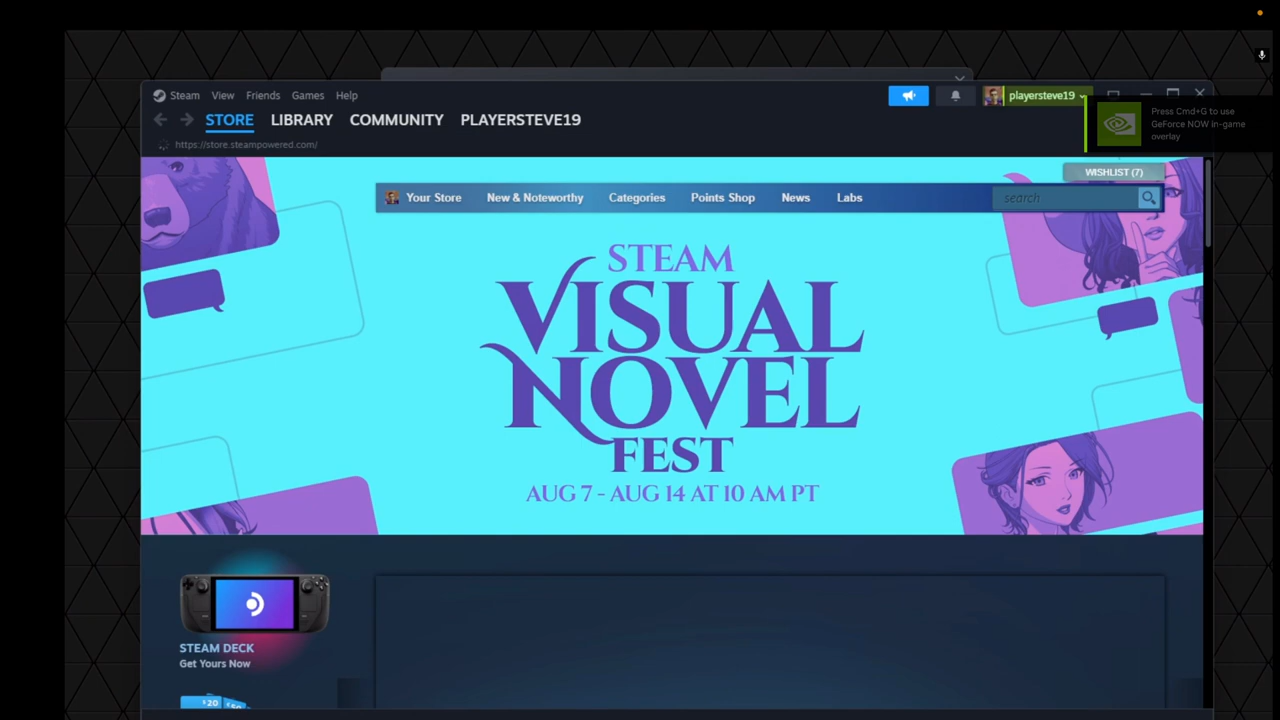 Steam View Friends Games Help
playersteve19
STORE LIBRARY COMMUNITY PLAYERSTEVE19
Press Cmd+G to use
GeForce NOW in-game
overlay
https://store.steampowered.com/
WISHLIST (7)
Your Store New & Noteworthy Categories Points Shop News Labs
search
STEAM
VISUAL
NOVEL
FEST
AUG 7 - AUG 14 AT 10 AM PT
STEAM DECK
Get Yours Now
$20 $50